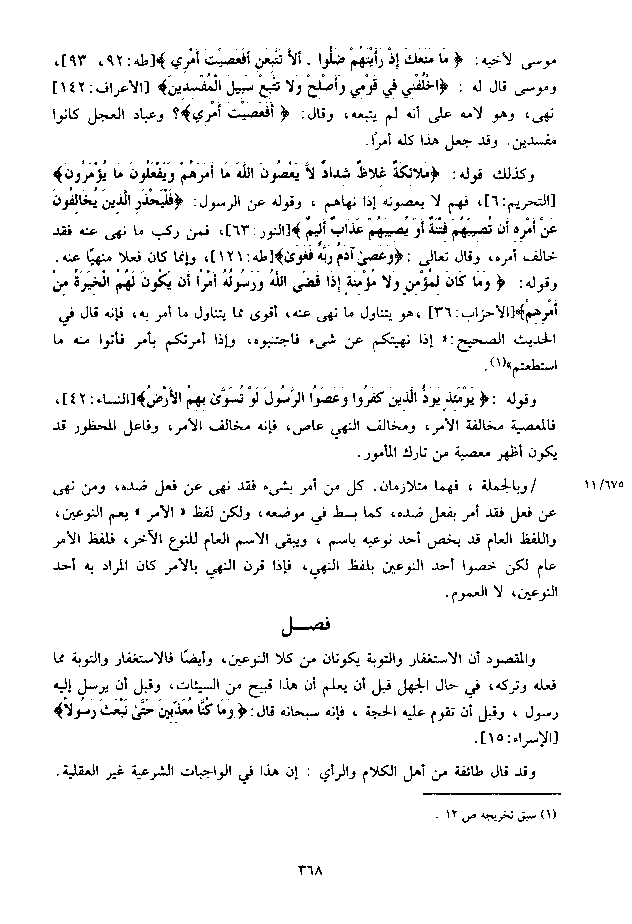 موسى لأخيه: ﴿ مَا مَنَعَكَ إِذْ رَأَيْتَهُمْ ضَلُّوا . أَلاَّ تَتَّبِعَنِ أَفَعَصَيْتَ أَمْرِي ﴾[طه:٩٢، ٩٣]،
وموسى قال له : ﴿اخْلُفْنِي فِي قَوْمِي وَأَصْلِحْ وَلا تَتَّبِعْ سَبِيلَ الْمُفْسِدِينَ﴾ [الأعراف:١٤٢]
نهى، وهو لامه على أنه لم يتبعه، وقال: ﴿ أَفَعَصَيْتَ أَمْرِي﴾؟ وعباد العجل كانوا
مفسدين. وقد جعل هذا كله أمرًا.
وكذلك قوله: ﴿مَلائِكَةٌ غِلاظٌ شِدَادٌ لاَّ يَعْصُونَ اللَّهَ مَا أَمَرَهُمْ وَيَفْعَلُونَ مَا يُؤْمَرُونَ﴾
[التحريم:٦]، فهم لا يعصونه إذا نهاهم ، وقوله عن الرسول: ﴿فَلْيَحْذَرِ الَّذِينَ يُخَالِفُونَ
عَنْ أَمْرِهِ أَن تُصِيبَهُمْ فِتْنَةٌ أَوْ يُصِيبَهُمْ عَذَابٌ أَلِيمٌ ﴾[النور:٦٣]، فمن ركب ما نهى عنه فقد
خالف أمره، وقال تعالى :﴿وَعَصَىٰ آدَمُ رَبَّهُ فَغَوَىٰ﴾[طه:١٢١]، وإنما كان فعلا منهيًا عنه.
وقوله: ﴿ وَمَا كَانَ لِمُؤْمِنٍ وَلا مُؤْمِنَةٍ إِذَا قَضَى اللَّهُ وَرَسُولُهُ أَمْرًا أَن يَكُونَ لَهُمُ الْخِيَرَةُ مِنْ
أَمْرِهِمْ﴾[الأحزاب:٣٦] ، هو يتناول ما نهى عنه، أقوى مما يتناول ما أمر به، فإنه قال في
الحديث الصحيح:« إذا نهيتكم عن شىء فاجتنبوه، وإذا أمرتكم بأمر فأتوا منه ما
استطعتم»(١).
وقوله :﴿ يَوْمَئِذٍ يَوَدُّ الَّذِينَ كَفَرُوا وَعَصَوُا الرَّسُولَ لَوْ تُسَوَّىٰ بِهِمُ الأَرْضُ﴾[النساء:٤٢]،
فالمعصية مخالفة الأمر، ومخالف النهي عاص، فإنه مخالف الأمر، وفاعل المحظور قد
يكون أظهر معصية من تارك المأمور.
١١/٦٧٥ /وبالجملة ، فهما متلازمان. كل من أمر بشىء فقد نهى عن فعل ضده، ومن نهى
عن فعل فقد أمر بفعل ضده، كما بسط في موضعه، ولكن لفظ « الأمر » يعم النوعين،
واللفظ العام قد يخص أحد نوعيه باسم ، ويبقى الاسم العام للنوع الآخر، فلفظ الأمر
عام لكن خصوا أحد النوعين بلفظ النهي، فإذا قرن النهي بالأمر كان المراد به أحد
النوعين، لا العموم.
فصـــل
والمقصود أن الاستغفار والتوبة يكونان من كلا النوعين، وأيضًا فالاستغفار والتوبة مما
فعله وتركه، في حال الجهل قبل أن يعلم أن هذا قبيح من السيئات، وقبل أن يرسل إليه
رسول ، وقبل أن تقوم عليه الحجة ، فإنه سبحانه قال:﴿ وَمَا كُنَّا مُعَذِّبِينَ حَتَّىٰ نَبْعَثَ رَسُولاً﴾
[الإسراء:١٥].
وقد قال طائفة من أهل الكلام والرأي : إن هذا في الواجبات الشرعية غير العقلية.
(١) سبق تخريجه ص ١٢ .
٣٦٨